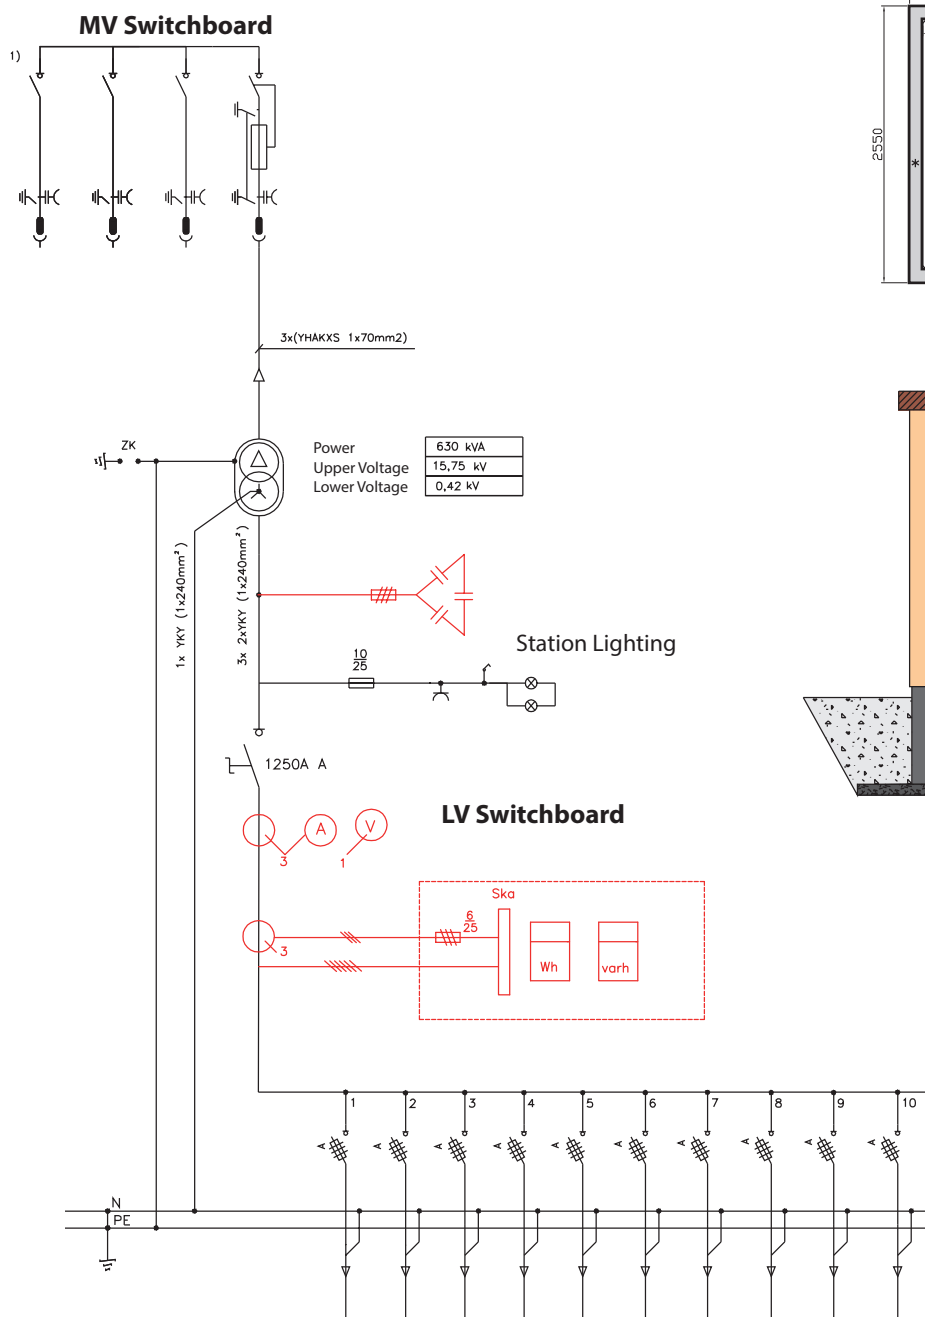 MV Switchboard
1)
2550
*
3x(YHAKXS 1x70mm2)
ZK
Power 630 kVA
Upper Voltage 15,75 kV
Lower Voltage 0,42 kV
1x YKY (1x240mm²)
3x 2xYKY (1x240mm²)
10
25
Station Lighting
1250A A
LV Switchboard
A
V
3
1
Ska
6
25
3
Wh
varh
1 2 3 4 5 6 7 8 9 10
A A A A A A A A A A
N
PE